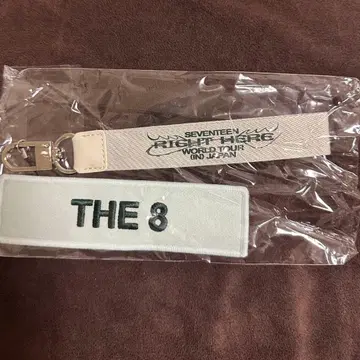 SEVENTEEN
RIGHT HERE
WORLD TOUR
(IN) JAPAN
THE 8